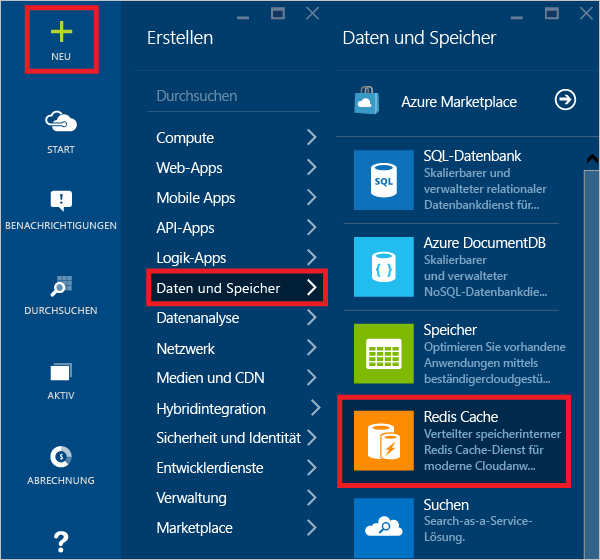 NEU
START
BENACHRICHTIGUNGEN
DURCHSUCHEN
AKTIV
ABRECHNUNG
?
Erstellen
Durchsuchen
Compute
Web-Apps
Mobile Apps
API-Apps
Logik-Apps
Daten und Speicher
Datenanalyse
Netzwerk
Medien und CDN
Hybridintegration
Sicherheit und Identität
Entwicklerdienste
Verwaltung
Marketplace
Daten und Speicher
Azure Marketplace
SQL
SQL-Datenbank
Skalierbarer und
verwalteter relationaler
Datenbankdienst für...
{ }
Azure DocumentDB
Skalierbarer
und verwalteter
NoSQL-Datenbankdie...
Speicher
Optimieren Sie vorhandene
Anwendungen mittels
beständigercloudgestü...
Redis Cache
Verteilter speicherinterner
Redis Cache-Dienst für
moderne Cloudanw...
Suchen
Search-as-a-Service-
Lösung.